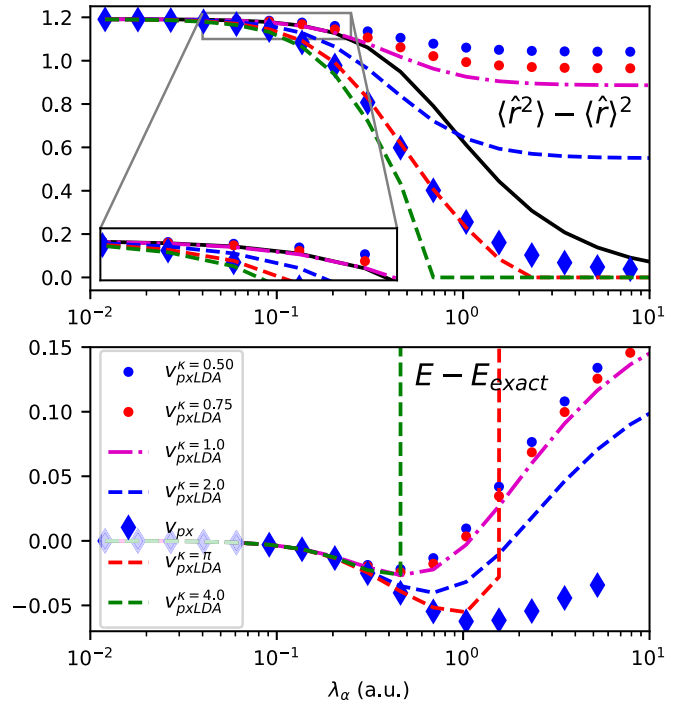 1.2
1.0
0.8
0.6
0.4
0.2
0.0
⟨r̂²⟩ − ⟨r̂⟩²
10⁻²
10⁻¹
10⁰
10¹
0.15
0.10
0.05
0.00
−0.05
E − E_exact
v_pxLDA^κ=0.50
v_pxLDA^κ=0.75
v_pxLDA^κ=1.0
v_pxLDA^κ=2.0
v_px
v_pxLDA^κ=π
v_pxLDA^κ=4.0
10⁻²
10⁻¹
10⁰
10¹
λ_α (a.u.)